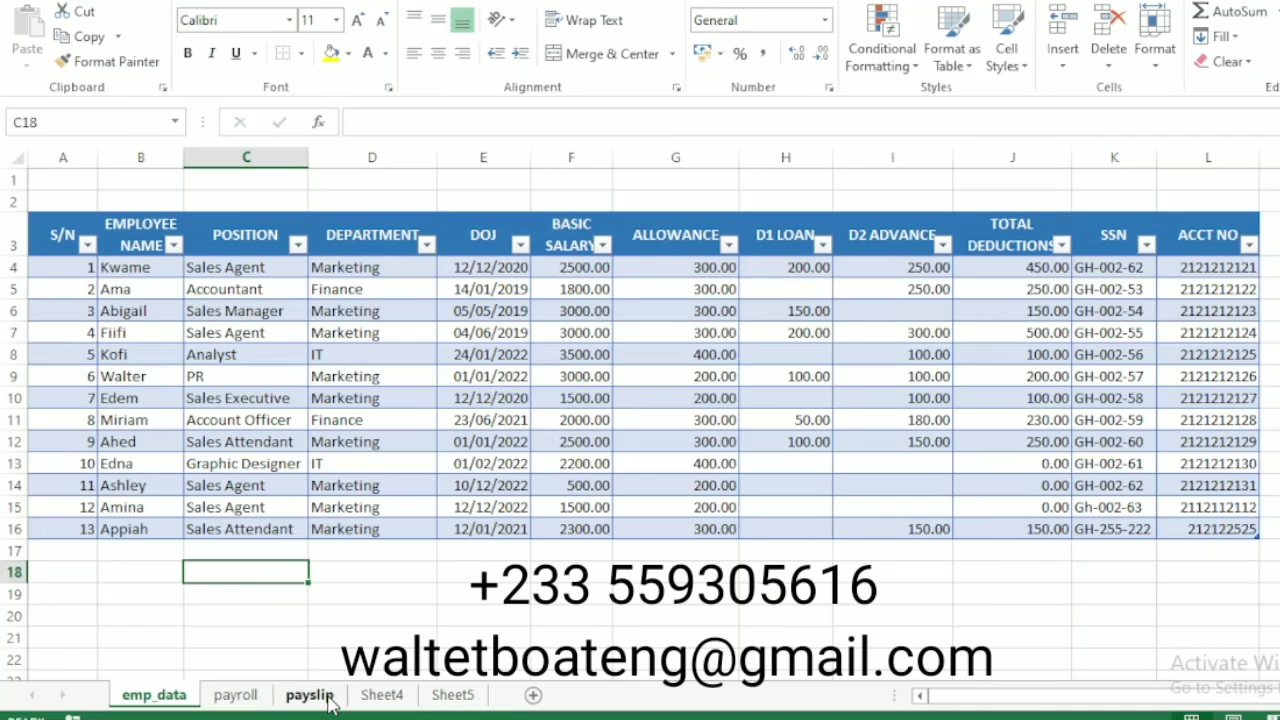 Cut
Copy
Format Painter
Paste
Clipboard
Calibri 11
B I U
Font
Wrap Text
Merge & Center
Alignment
General
Number
Conditional Formatting
Format as Table
Cell Styles
Styles
Insert Delete Format
Cells
AutoSum
Fill
Clear
Ed
C18 fx
A B C D E F G H I J K L
1
2
3 S/N EMPLOYEE NAME POSITION DEPARTMENT DOJ BASIC SALARY ALLOWANCE D1 LOAN D2 ADVANCE TOTAL DEDUCTIONS SSN ACCT NO
4 1 Kwame Sales Agent Marketing 12/12/2020 2500.00 300.00 200.00 250.00 450.00 GH-002-62 2121212121
5 2 Ama Accountant Finance 14/01/2019 1800.00 300.00 250.00 250.00 GH-002-53 2121212122
6 3 Abigail Sales Manager Marketing 05/05/2019 3000.00 300.00 150.00 150.00 GH-002-54 2121212123
7 4 Fiifi Sales Agent Marketing 04/06/2019 3000.00 300.00 200.00 300.00 500.00 GH-002-55 2121212124
8 5 Kofi Analyst IT 24/01/2022 3500.00 400.00 100.00 100.00 GH-002-56 2121212125
9 6 Walter PR Marketing 01/01/2022 3000.00 200.00 100.00 100.00 200.00 GH-002-57 2121212126
10 7 Edem Sales Executive Marketing 12/12/2020 1500.00 200.00 100.00 100.00 GH-002-58 2121212127
11 8 Miriam Account Officer Finance 23/06/2021 2000.00 300.00 50.00 180.00 230.00 GH-002-59 2121212128
12 9 Ahed Sales Attendant Marketing 01/01/2022 2500.00 300.00 100.00 150.00 250.00 GH-002-60 2121212129
13 10 Edna Graphic Designer IT 01/02/2022 2200.00 400.00 0.00 GH-002-61 2121212130
14 11 Ashley Sales Agent Marketing 10/12/2022 500.00 200.00 0.00 GH-002-62 2121212131
15 12 Amina Sales Agent Marketing 12/12/2022 1500.00 200.00 0.00 Gh-002-63 2112112112
16 13 Appiah Sales Attendant Marketing 12/01/2021 2300.00 300.00 150.00 150.00 GH-255-222 212122525
17
18
19
20
21
22
+233 559305616
waltetboateng@gmail.com
Activate Wi
Go to Settings
emp_data payroll payslip Sheet4 Sheet5